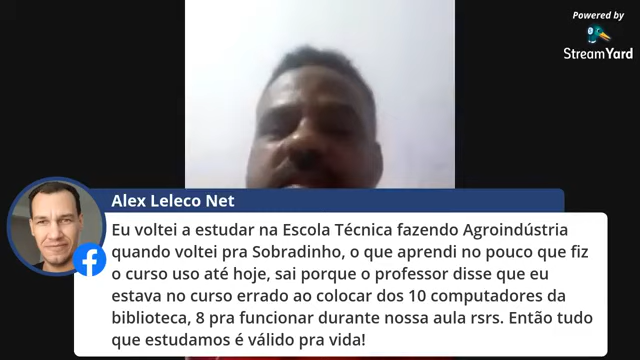 Powered by
StreamYard
Alex Leleco Net
Eu voltei a estudar na Escola Técnica fazendo Agroindústria
quando voltei pra Sobradinho, o que aprendi no pouco que fiz
o curso uso até hoje, sai porque o professor disse que eu
estava no curso errado ao colocar dos 10 computadores da
biblioteca, 8 pra funcionar durante nossa aula rsrs. Então tudo
que estudamos é válido pra vida!